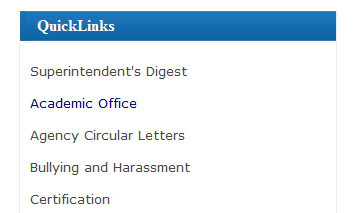 QuickLinks
Superintendent's Digest
Academic Office
Agency Circular Letters
Bullying and Harassment
Certification